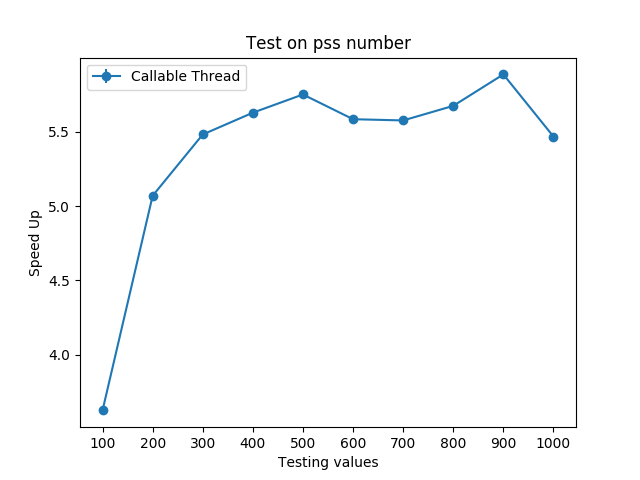 Test on pss number
Callable Thread
5.5
5.0
4.5
4.0
Speed Up
100 200 300 400 500 600 700 800 900 1000
Testing values